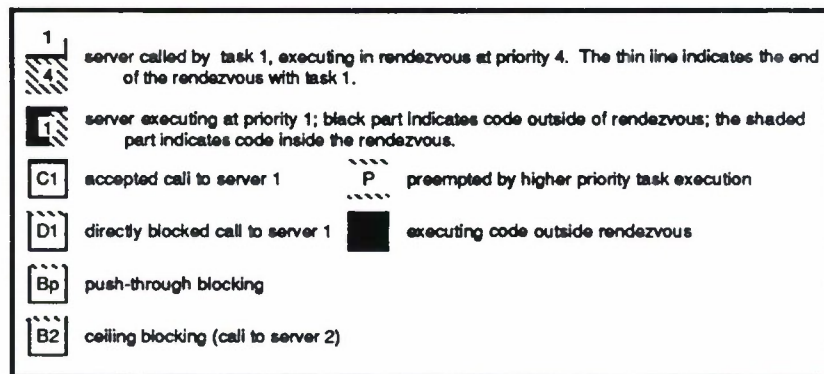 1
4
server called by task 1, executing in rendezvous at priority 4. The thin line indicates the end
of the rendezvous with task 1.
1
server executing at priority 1; black part indicates code outside of rendezvous; the shaded
part indicates code inside the rendezvous.
C1 accepted call to server 1 P preempted by higher priority task execution
D1 directly blocked call to server 1 executing code outside rendezvous
Bp push-through blocking
B2 ceiling blocking (call to server 2)